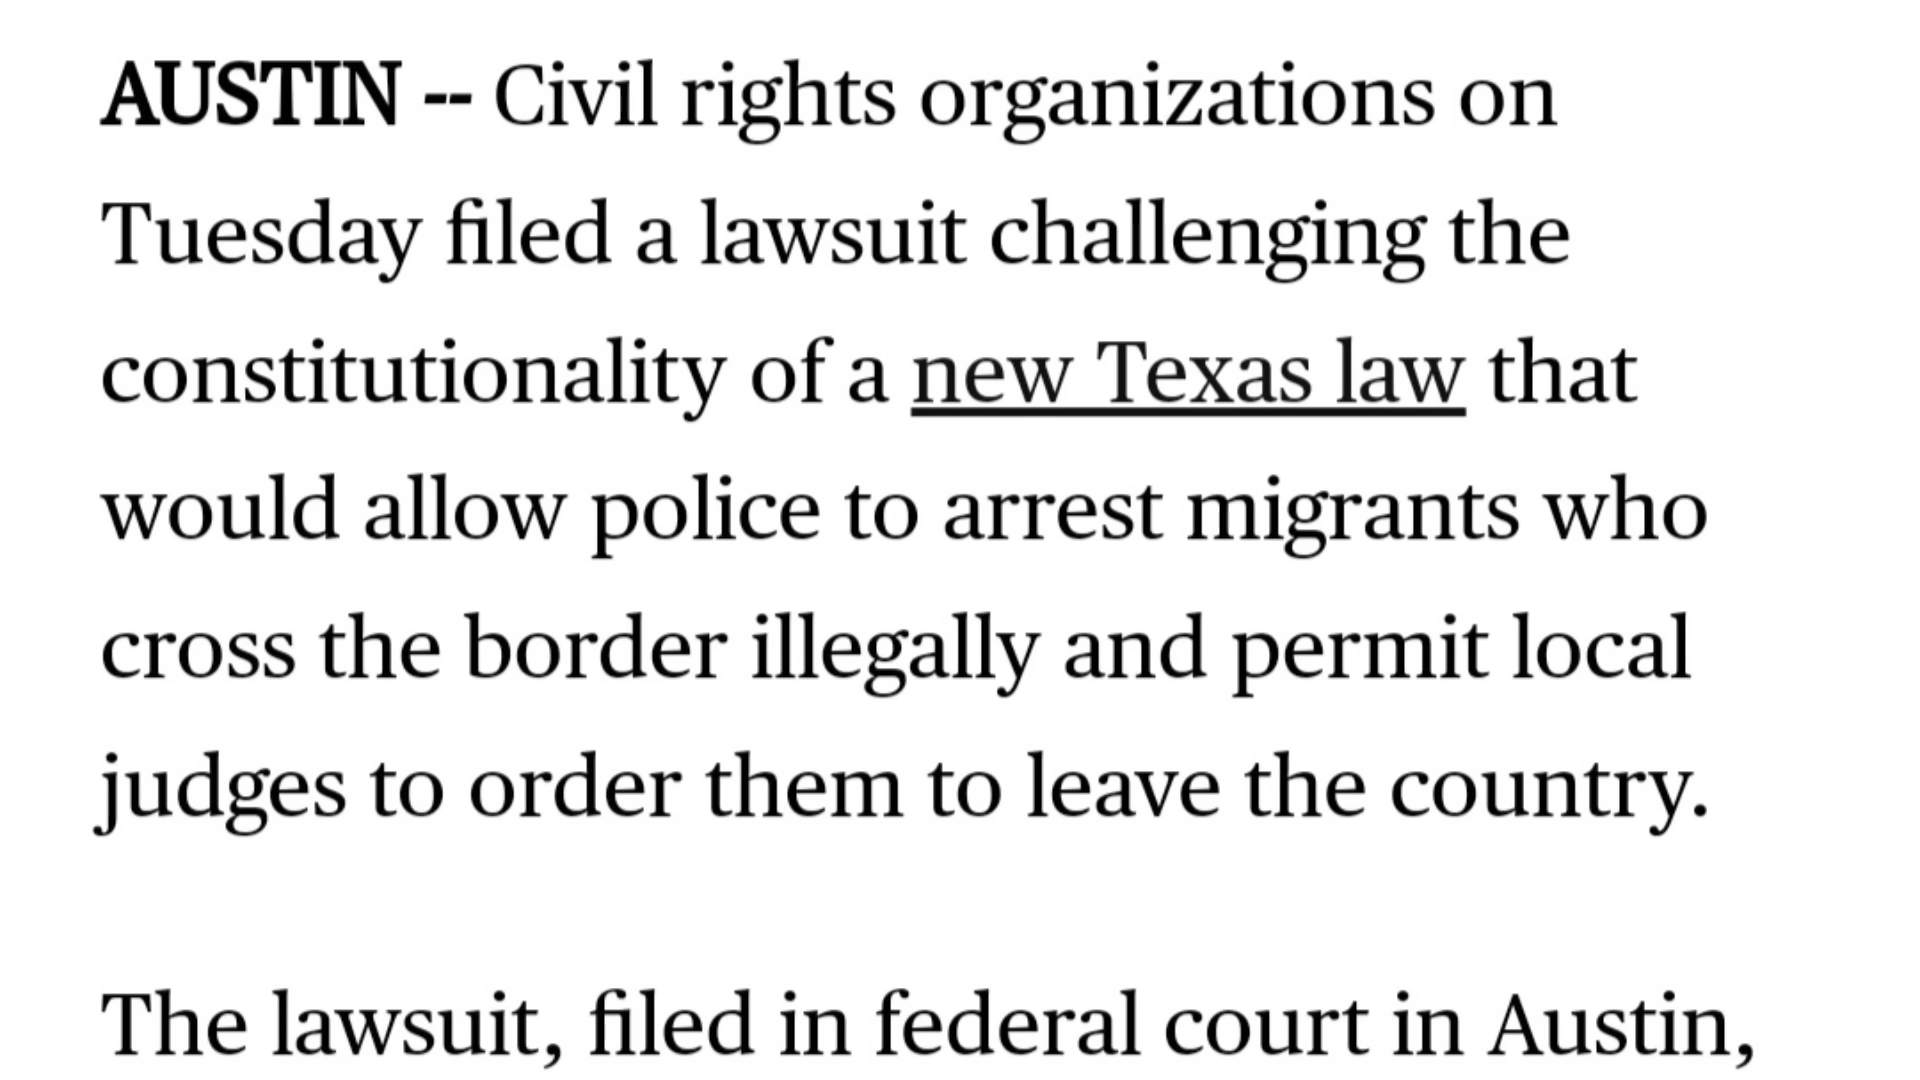 AUSTIN -- Civil rights organizations on
Tuesday filed a lawsuit challenging the
constitutionality of a new Texas law that
would allow police to arrest migrants who
cross the border illegally and permit local
judges to order them to leave the country.
The lawsuit, filed in federal court in Austin,